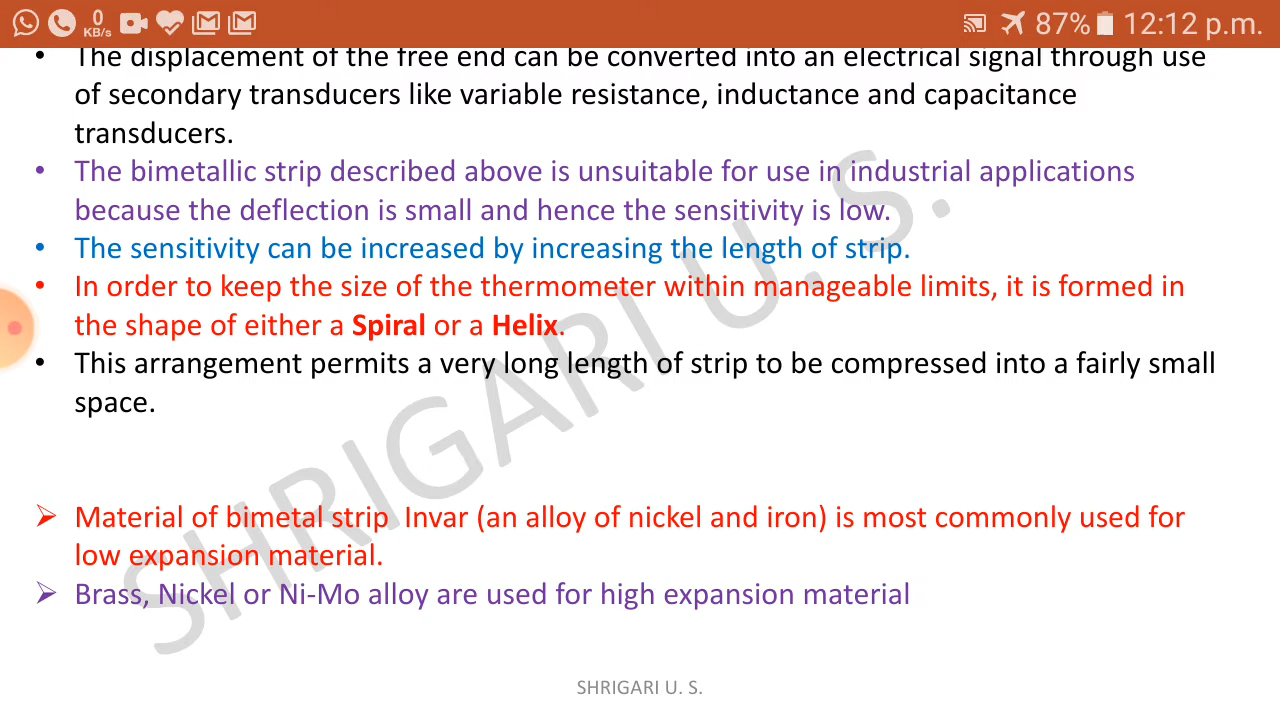 0
KB/s
87%
12:12 p.m.
• The displacement of the free end can be converted into an electrical signal through use
of secondary transducers like variable resistance, inductance and capacitance
transducers.
• The bimetallic strip described above is unsuitable for use in industrial applications
because the deflection is small and hence the sensitivity is low.
• The sensitivity can be increased by increasing the length of strip.
• In order to keep the size of the thermometer within manageable limits, it is formed in
the shape of either a Spiral or a Helix.
• This arrangement permits a very long length of strip to be compressed into a fairly small
space.
➢ Material of bimetal strip Invar (an alloy of nickel and iron) is most commonly used for
low expansion material.
➢ Brass, Nickel or Ni-Mo alloy are used for high expansion material
SHRIGARI U. S.
SHRIGARI U. S.